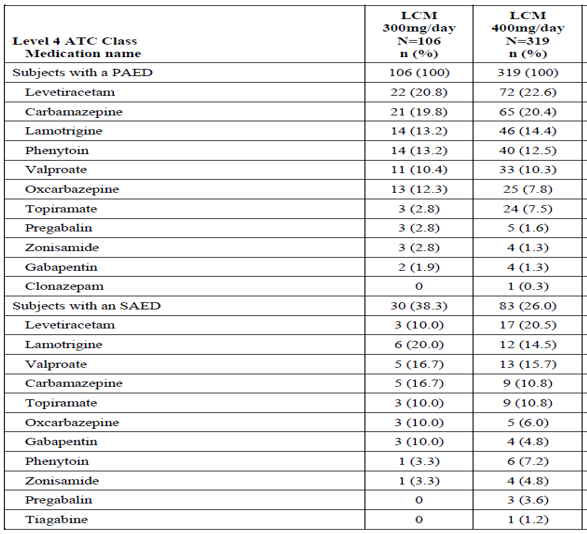 Level 4 ATC Class
Medication name
LCM
300mg/day
N=106
n (%)
LCM
400mg/day
N=319
n (%)
Subjects with a PAED 106 (100) 319 (100)
Levetiracetam 22 (20.8) 72 (22.6)
Carbamazepine 21 (19.8) 65 (20.4)
Lamotrigine 14 (13.2) 46 (14.4)
Phenytoin 14 (13.2) 40 (12.5)
Valproate 11 (10.4) 33 (10.3)
Oxcarbazepine 13 (12.3) 25 (7.8)
Topiramate 3 (2.8) 24 (7.5)
Pregabalin 3 (2.8) 5 (1.6)
Zonisamide 3 (2.8) 4 (1.3)
Gabapentin 2 (1.9) 4 (1.3)
Clonazepam 0 1 (0.3)
Subjects with an SAED 30 (38.3) 83 (26.0)
Levetiracetam 3 (10.0) 17 (20.5)
Lamotrigine 6 (20.0) 12 (14.5)
Valproate 5 (16.7) 13 (15.7)
Carbamazepine 5 (16.7) 9 (10.8)
Topiramate 3 (10.0) 9 (10.8)
Oxcarbazepine 3 (10.0) 5 (6.0)
Gabapentin 3 (10.0) 4 (4.8)
Phenytoin 1 (3.3) 6 (7.2)
Zonisamide 1 (3.3) 4 (4.8)
Pregabalin 0 3 (3.6)
Tiagabine 0 1 (1.2)